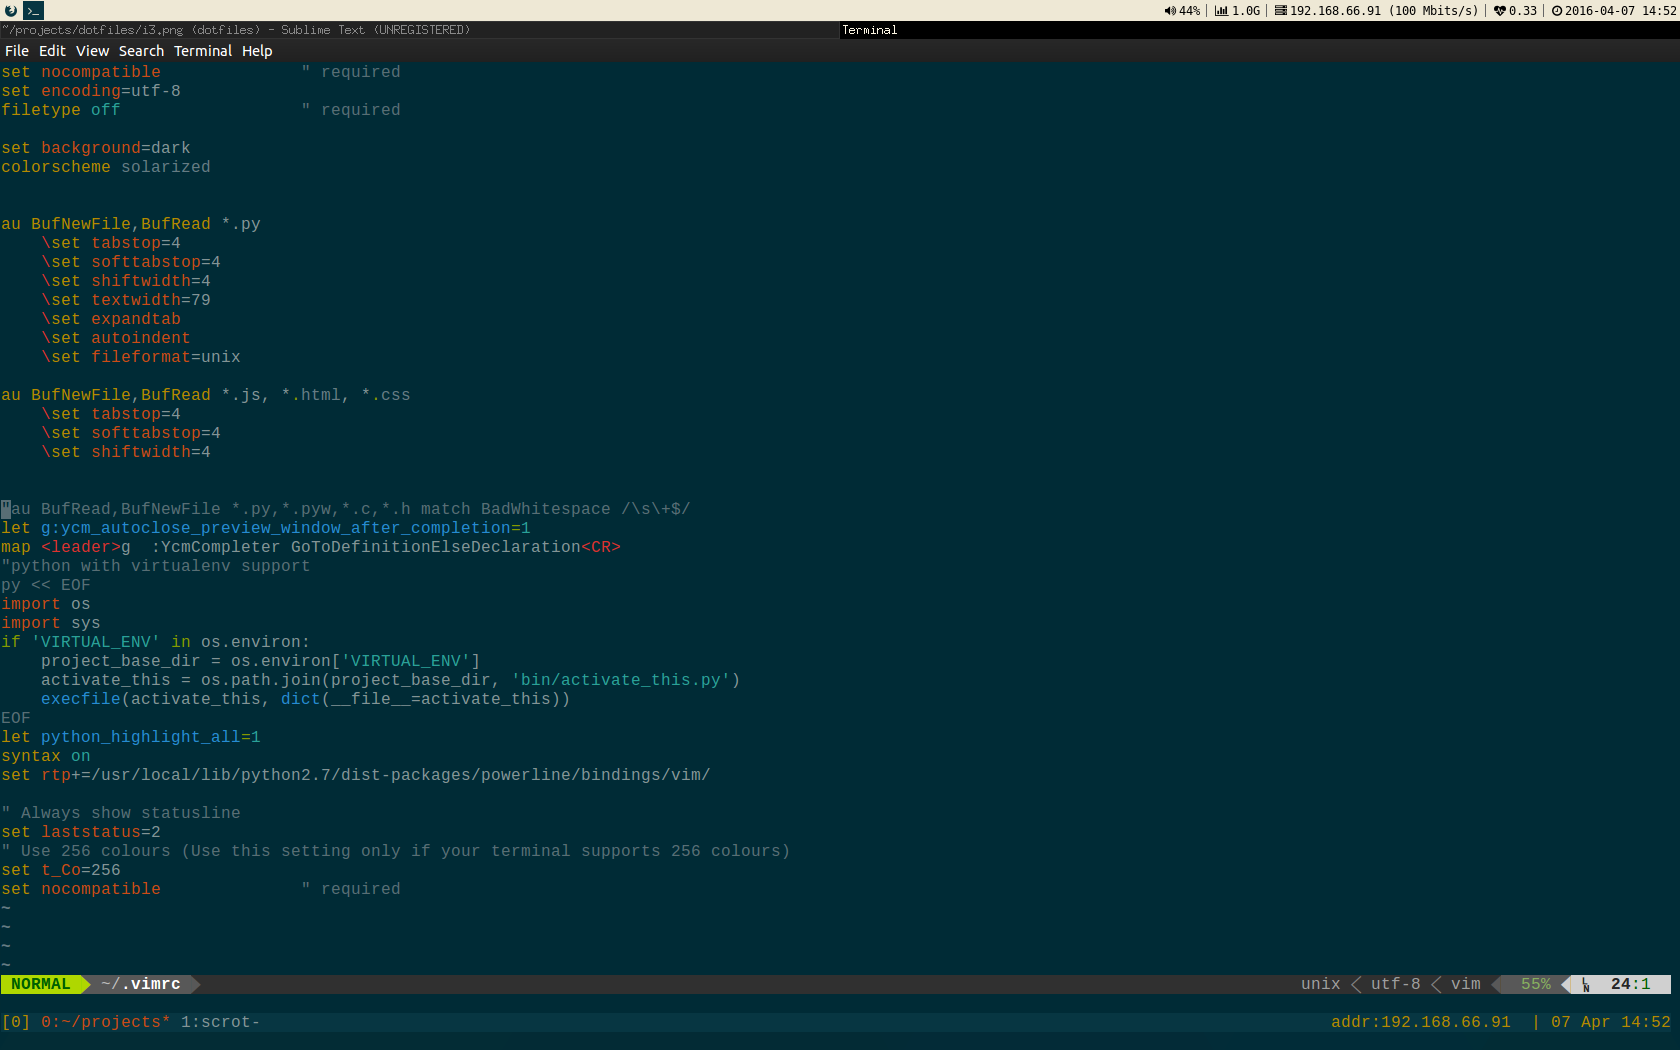 44% 1.0G 192.168.66.91 (100 Mbits/s) 0.33 2016-04-07 14:52
~/projects/dotfiles/i3.png (dotfiles) - Sublime Text (UNREGISTERED) Terminal
File Edit View Search Terminal Help
set nocompatible              " required
set encoding=utf-8
filetype off                  " required
set background=dark
colorscheme solarized
au BufNewFile,BufRead *.py
    \set tabstop=4
    \set softtabstop=4
    \set shiftwidth=4
    \set textwidth=79
    \set expandtab
    \set autoindent
    \set fileformat=unix
au BufNewFile,BufRead *.js, *.html, *.css
    \set tabstop=4
    \set softtabstop=4
    \set shiftwidth=4
"au BufRead,BufNewFile *.py,*.pyw,*.c,*.h match BadWhitespace /\s\+$/
let g:ycm_autoclose_preview_window_after_completion=1
map <leader>g  :YcmCompleter GoToDefinitionElseDeclaration<CR>
"python with virtualenv support
py << EOF
import os
import sys
if 'VIRTUAL_ENV' in os.environ:
    project_base_dir = os.environ['VIRTUAL_ENV']
    activate_this = os.path.join(project_base_dir, 'bin/activate_this.py')
    execfile(activate_this, dict(__file__=activate_this))
EOF
let python_highlight_all=1
syntax on
set rtp+=/usr/local/lib/python2.7/dist-packages/powerline/bindings/vim/
" Always show statusline
set laststatus=2
" Use 256 colours (Use this setting only if your terminal supports 256 colours)
set t_Co=256
set nocompatible              " required
~
~
~
~
NORMAL ~/.vimrc unix utf-8 vim 55% LN 24:1
[0] 0:~/projects* 1:scrot- addr:192.168.66.91 | 07 Apr 14:52